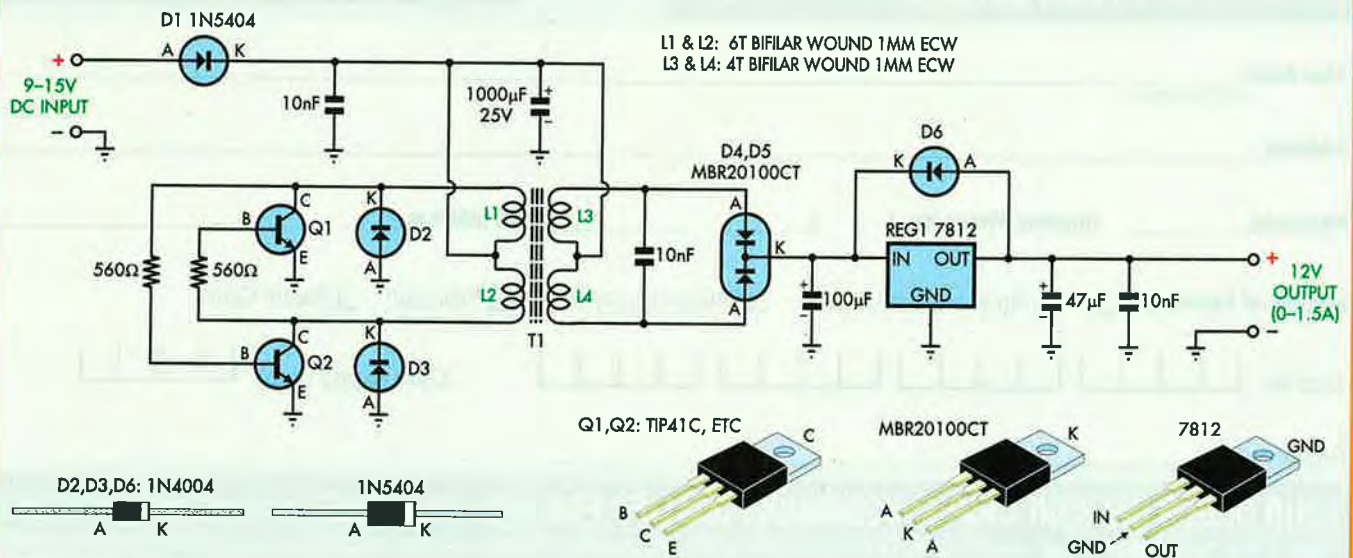 D1 1N5404
A K
+
9–15V
DC INPUT
–
10nF
1000µF
25V
+
–
L1 & L2: 6T BIFILAR WOUND 1MM ECW
L3 & L4: 4T BIFILAR WOUND 1MM ECW
560Ω
560Ω
B
C
E
Q1
K
D2
A
B
C
E
Q2
K
D3
A
L1
L2
L3
L4
T1
10nF
D4,D5
MBR20100CT
A
K
A
+
100µF
–
D6
K A
REG1 7812
IN OUT
GND
+
47µF
–
10nF
+
12V
OUTPUT
(0–1.5A)
–
D2,D3,D6: 1N4004
A K
1N5404
A K
Q1,Q2: TIP41C, ETC
C
B
C
E
MBR20100CT
K
A
K
A
7812
GND
IN
GND
OUT